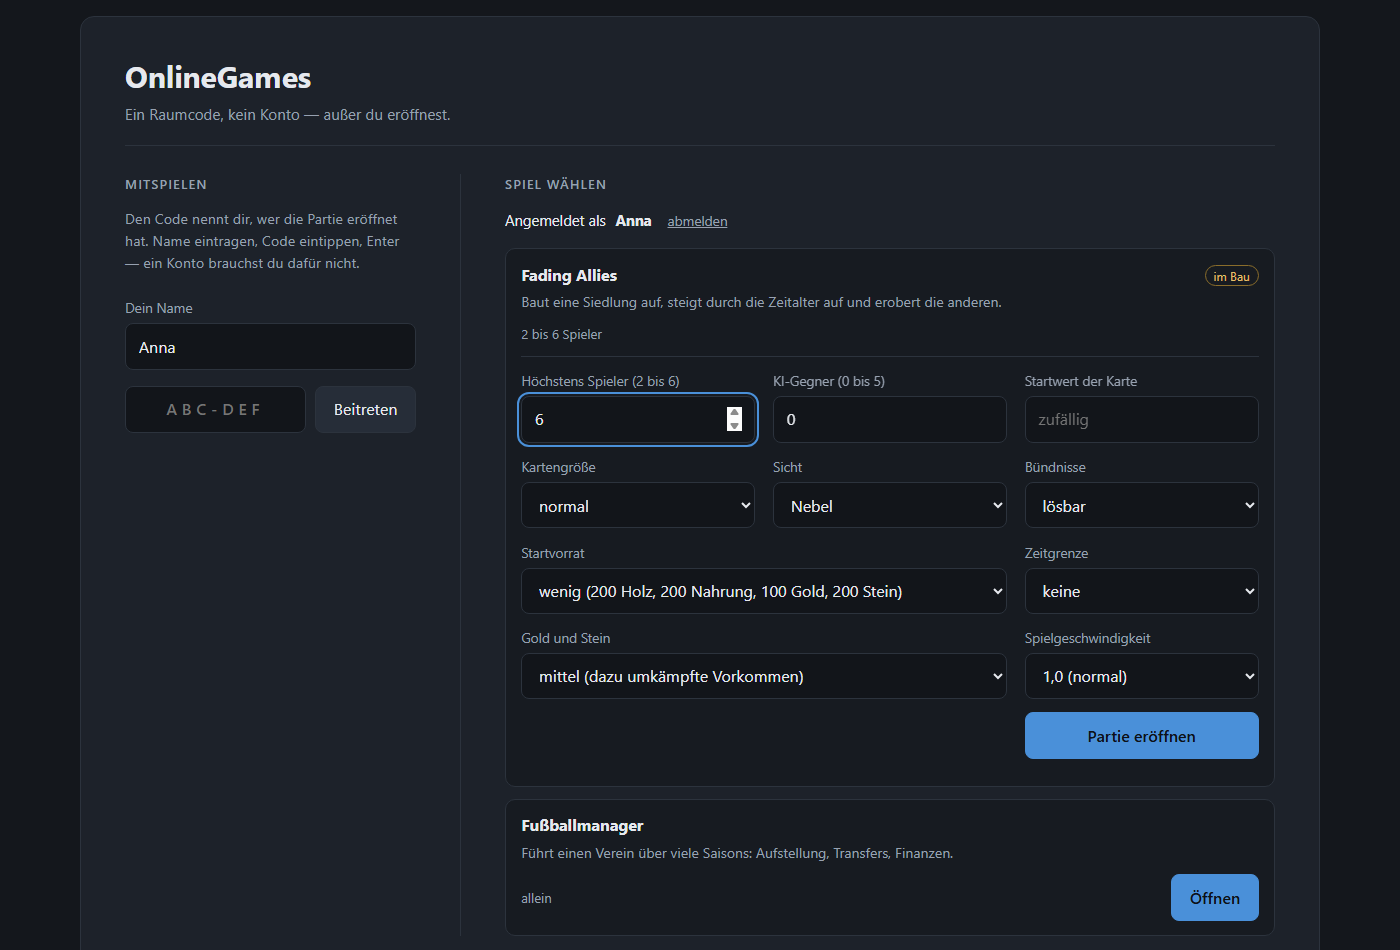 OnlineGames
Ein Raumcode, kein Konto — außer du eröffnest.
MITSPIELEN
Den Code nennt dir, wer die Partie eröffnet
hat. Name eintragen, Code eintippen, Enter
— ein Konto brauchst du dafür nicht.
Dein Name
Anna
ABC-DEF
Beitreten
SPIEL WÄHLEN
Angemeldet als Anna abmelden
Fading Allies
im Bau
Baut eine Siedlung auf, steigt durch die Zeitalter auf und erobert die anderen.
2 bis 6 Spieler
Höchstens Spieler (2 bis 6)
KI-Gegner (0 bis 5)
Startwert der Karte
6
0
zufällig
Kartengröße
Sicht
Bündnisse
normal
Nebel
lösbar
Startvorrat
Zeitgrenze
wenig (200 Holz, 200 Nahrung, 100 Gold, 200 Stein)
keine
Gold und Stein
Spielgeschwindigkeit
mittel (dazu umkämpfte Vorkommen)
1,0 (normal)
Partie eröffnen
Fußballmanager
Führt einen Verein über viele Saisons: Aufstellung, Transfers, Finanzen.
allein
Öffnen